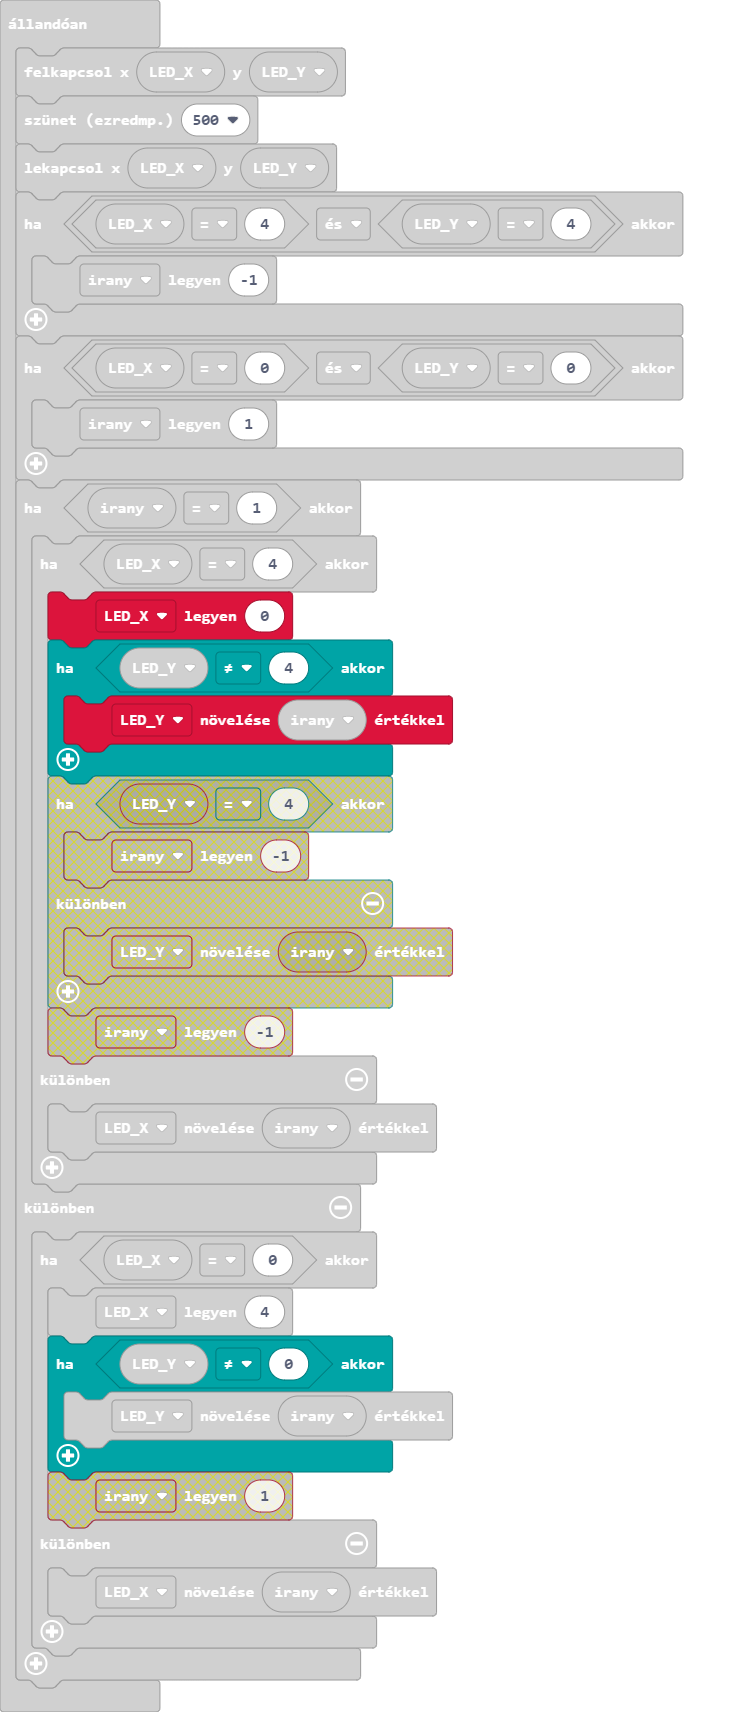 állandóan
felkapcsol x LED_X y LED_Y
szünet (ezredmp.) 500
lekapcsol x LED_X y LED_Y
ha LED_X = 4 és LED_Y = 4 akkor
irany legyen -1
ha LED_X = 0 és LED_Y = 0 akkor
irany legyen 1
ha irany = 1 akkor
ha LED_X = 4 akkor
LED_X legyen 0
ha LED_Y ≠ 4 akkor
LED_Y növelése irany értékkel
ha LED_Y = 4 akkor
irany legyen -1
különben
LED_Y növelése irany értékkel
irany legyen -1
különben
LED_X növelése irany értékkel
különben
ha LED_X = 0 akkor
LED_X legyen 4
ha LED_Y ≠ 0 akkor
LED_Y növelése irany értékkel
irany legyen 1
különben
LED_X növelése irany értékkel